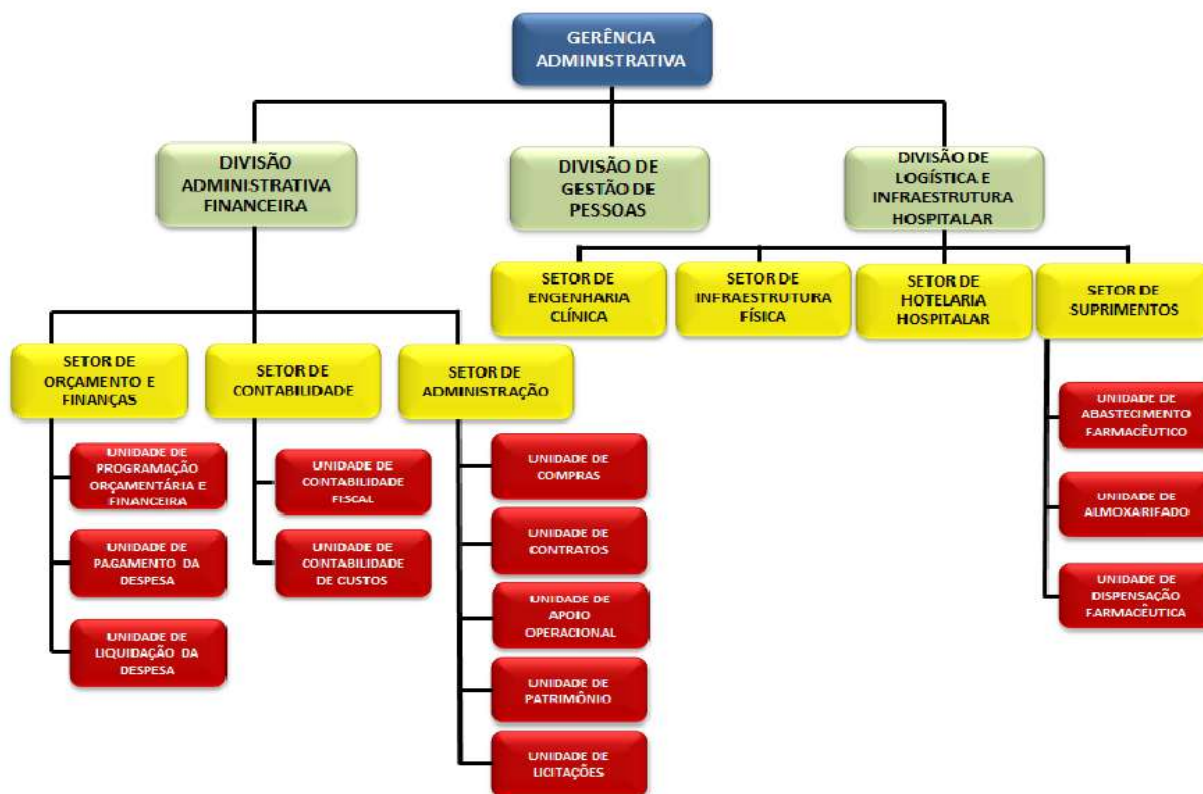 GERÊNCIA
ADMINISTRATIVA
DIVISÃO
ADMINISTRATIVA
FINANCEIRA
DIVISÃO DE
GESTÃO DE
PESSOAS
DIVISÃO DE
LOGÍSTICA E
INFRAESTRUTURA
HOSPITALAR
SETOR DE
ENGENHARIA
CLÍNICA
SETOR DE
INFRAESTRUTURA
FÍSICA
SETOR DE
HOTELARIA
HOSPITALAR
SETOR DE
SUPRIMENTOS
SETOR DE
ORÇAMENTO E
FINANÇAS
SETOR DE
CONTABILIDADE
SETOR DE
ADMINISTRAÇÃO
UNIDADE DE
PROGRAMAÇÃO
ORÇAMENTÁRIA E
FINANCEIRA
UNIDADE DE
PAGAMENTO DA
DESPESA
UNIDADE DE
LIQUIDAÇÃO DA
DESPESA
UNIDADE DE
CONTABILIDADE
FISCAL
UNIDADE DE
CONTABILIDADE
DE CUSTOS
UNIDADE DE
COMPRAS
UNIDADE DE
CONTRATOS
UNIDADE DE
APOIO
OPERACIONAL
UNIDADE DE
PATRIMÔNIO
UNIDADE DE
LICITAÇÕES
UNIDADE DE
ABASTECIMENTO
FARMACÊUTICO
UNIDADE DE
ALMOXARIFADO
UNIDADE DE
DISPENSAÇÃO
FARMACÊUTICA